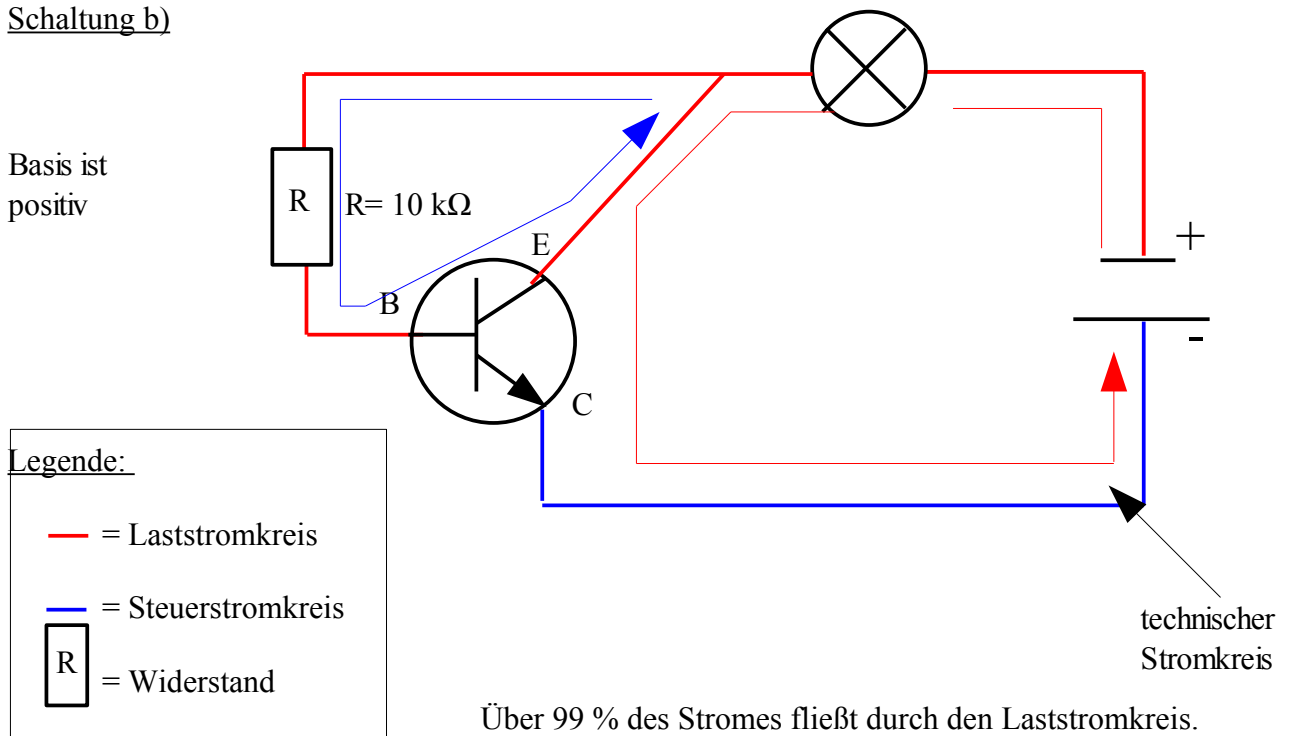 Schaltung b)
Basis ist
positiv
R
R= 10 kΩ
E
B
C
+
-
Legende:
= Laststromkreis
= Steuerstromkreis
R
= Widerstand
technischer
Stromkreis
Über 99 % des Stromes fließt durch den Laststromkreis.